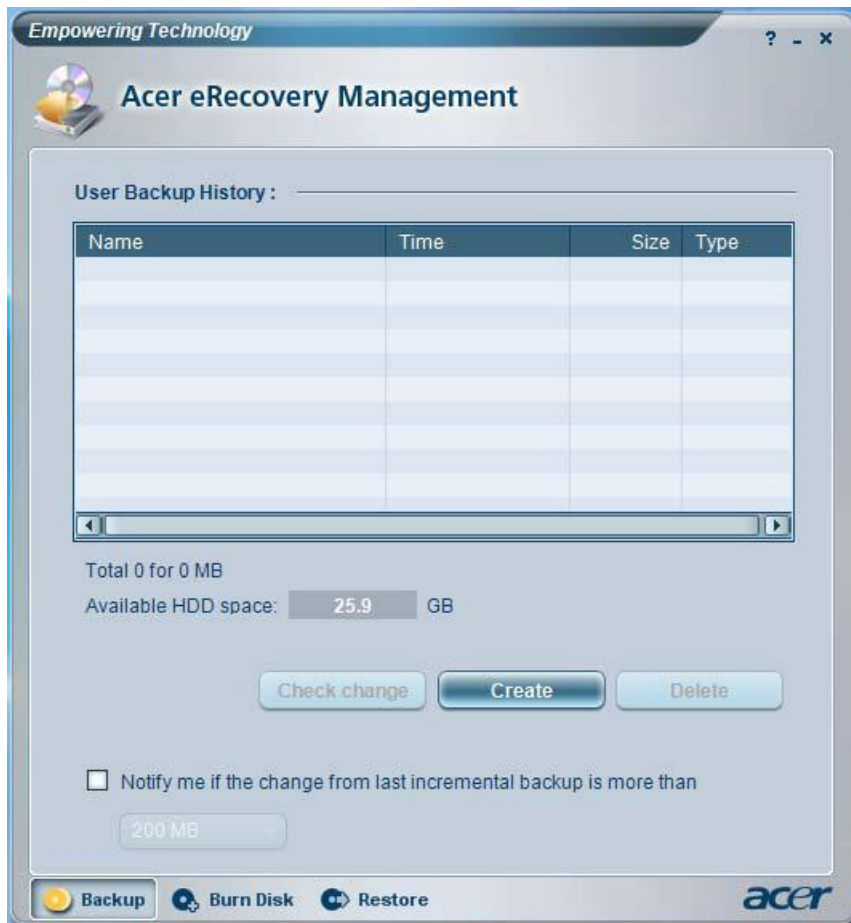 Empowering Technology
? - x
Acer eRecovery Management
User Backup History :
Name Time Size Type
Total 0 for 0 MB
Available HDD space: 25.9 GB
Check change Create Delete
Notify me if the change from last incremental backup is more than
200 MB
Backup Burn Disk Restore acer